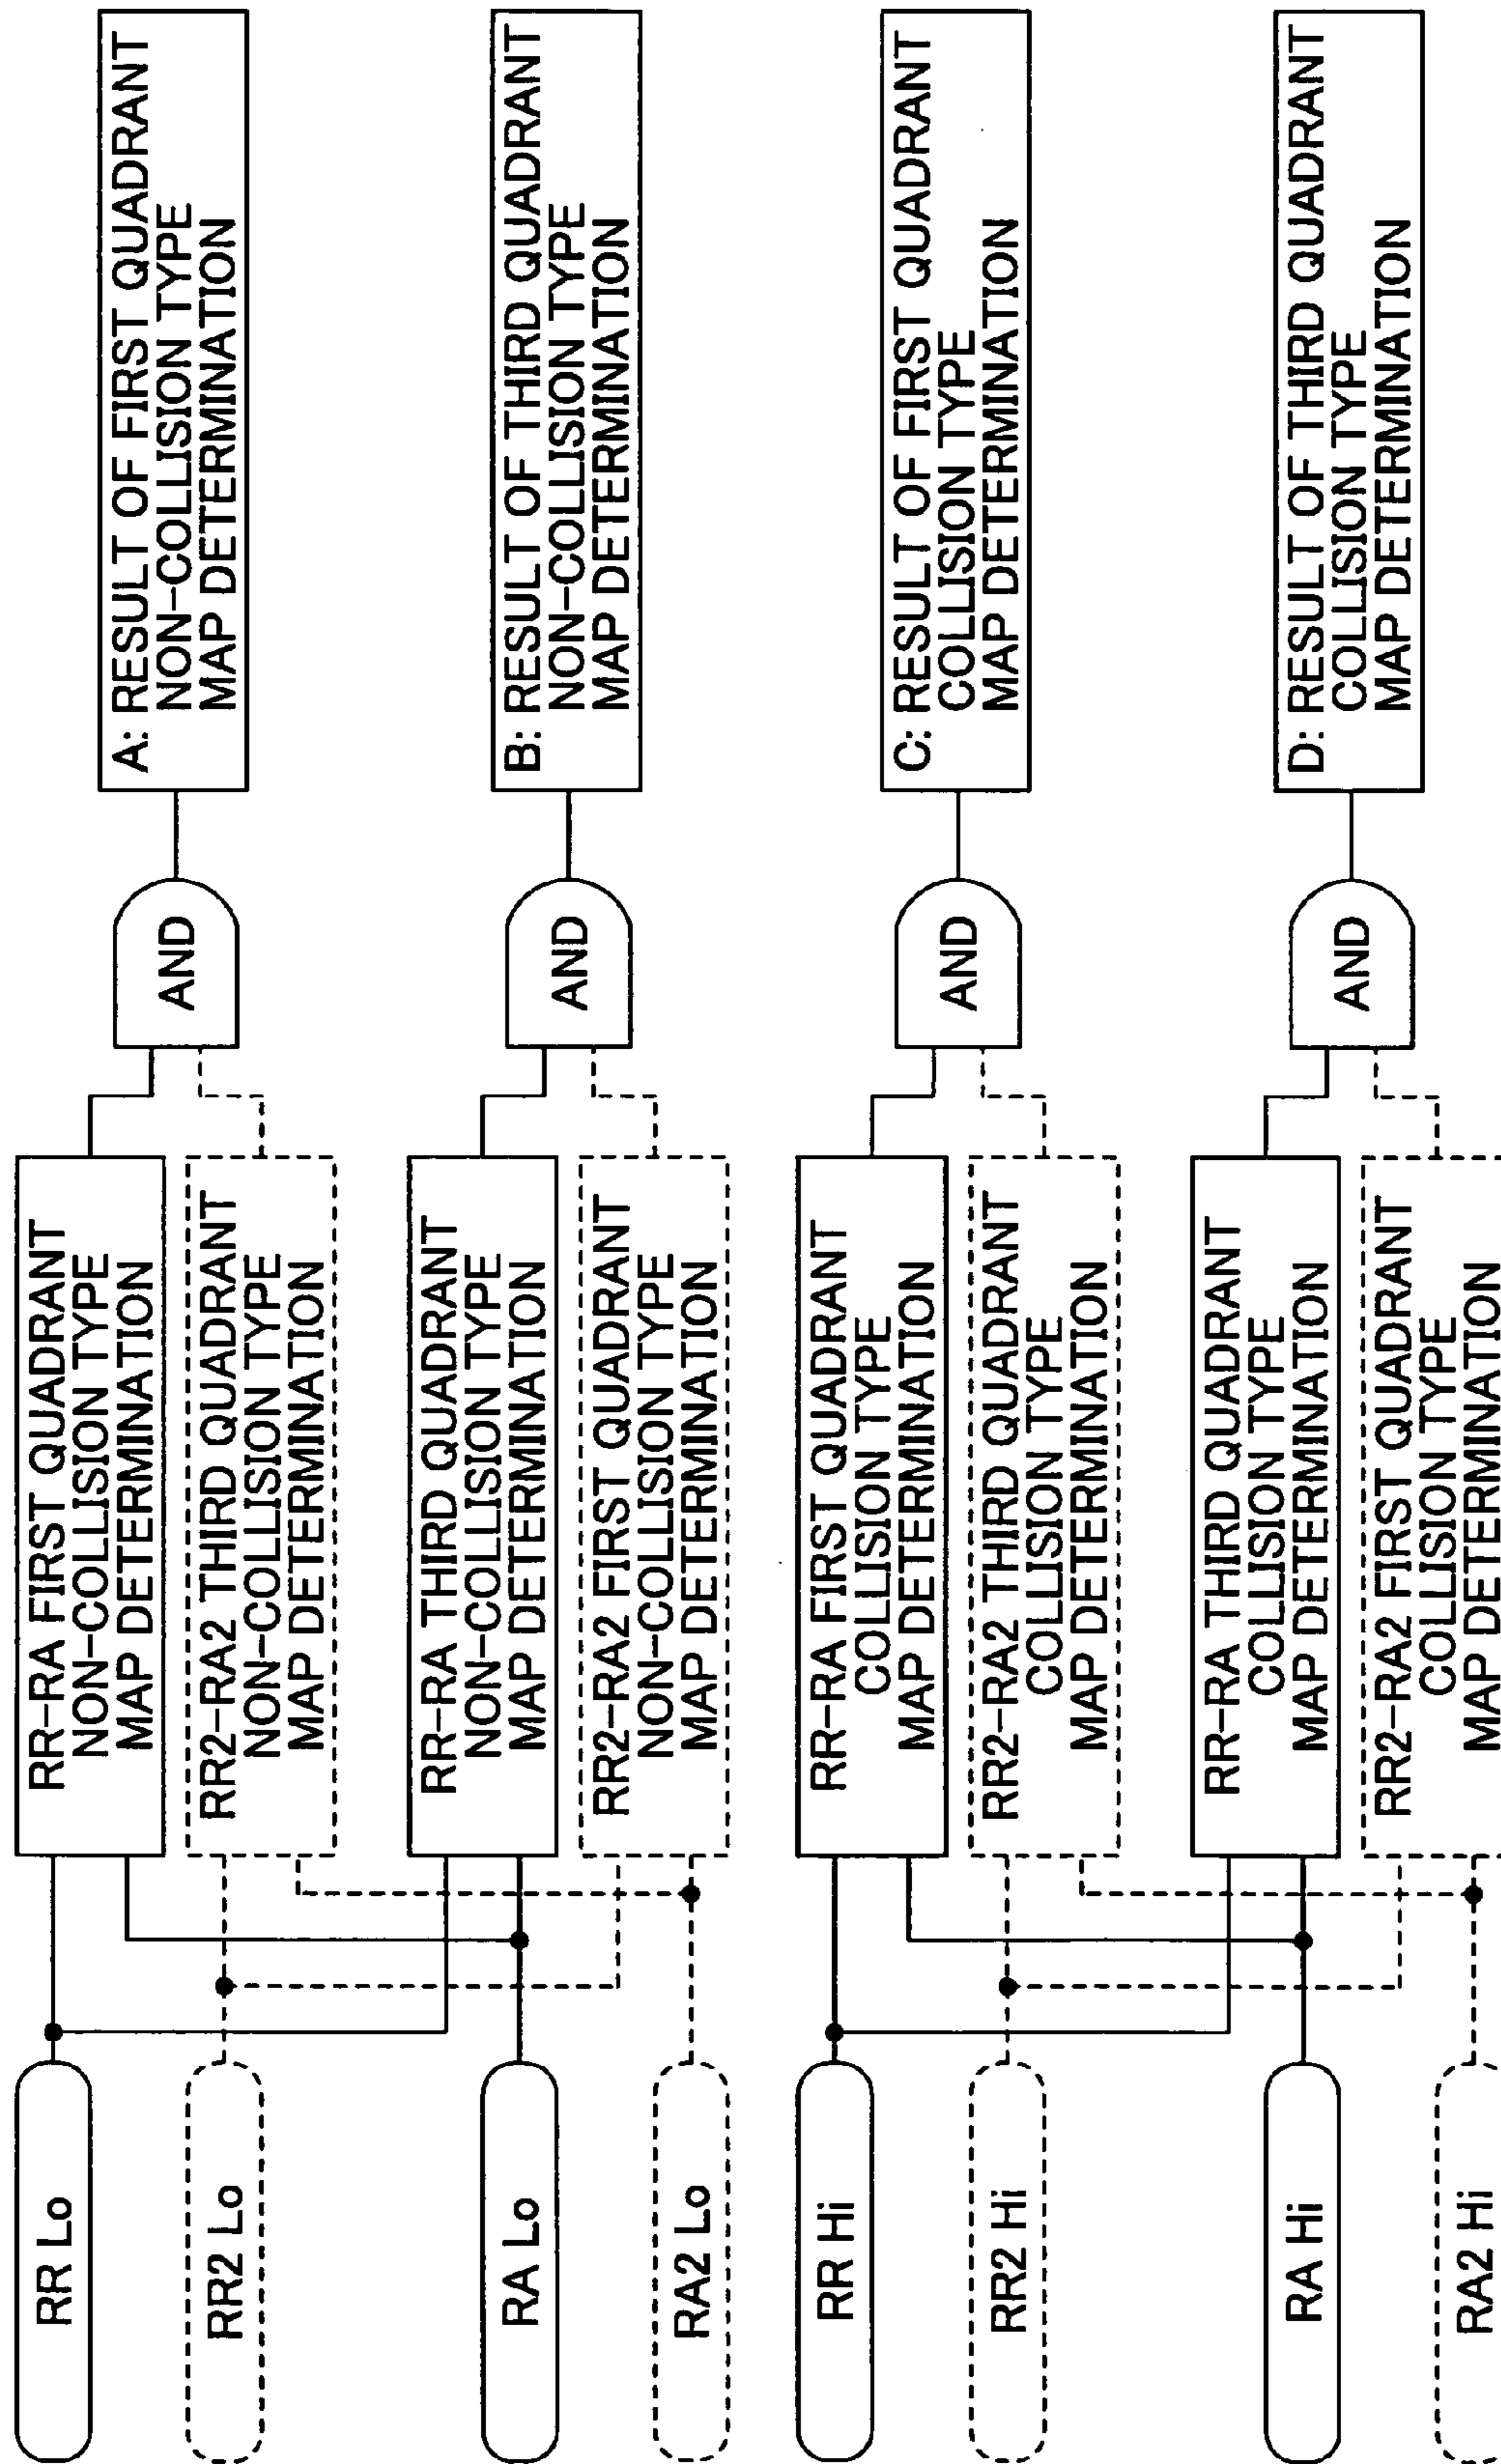 RR Lo
RR2 Lo
RA Lo
RA2 Lo
RR Hi
RR2 Hi
RA Hi
RA2 Hi
RR-RA FIRST QUADRANT
NON-COLLISION TYPE
MAP DETERMINATION
RR2-RA2 THIRD QUADRANT
NON-COLLISION TYPE
MAP DETERMINATION
RR-RA THIRD QUADRANT
NON-COLLISION TYPE
MAP DETERMINATION
RR2-RA2 FIRST QUADRANT
NON-COLLISION TYPE
MAP DETERMINATION
RR-RA FIRST QUADRANT
COLLISION TYPE
MAP DETERMINATION
RR2-RA2 THIRD QUADRANT
COLLISION TYPE
MAP DETERMINATION
RR-RA THIRD QUADRANT
COLLISION TYPE
MAP DETERMINATION
RR2-RA2 FIRST QUADRANT
COLLISION TYPE
MAP DETERMINATION
AND
AND
AND
AND
A: RESULT OF FIRST QUADRANT
NON-COLLISION TYPE
MAP DETERMINATION
B: RESULT OF THIRD QUADRANT
NON-COLLISION TYPE
MAP DETERMINATION
C: RESULT OF FIRST QUADRANT
COLLISION TYPE
MAP DETERMINATION
D: RESULT OF THIRD QUADRANT
COLLISION TYPE
MAP DETERMINATION